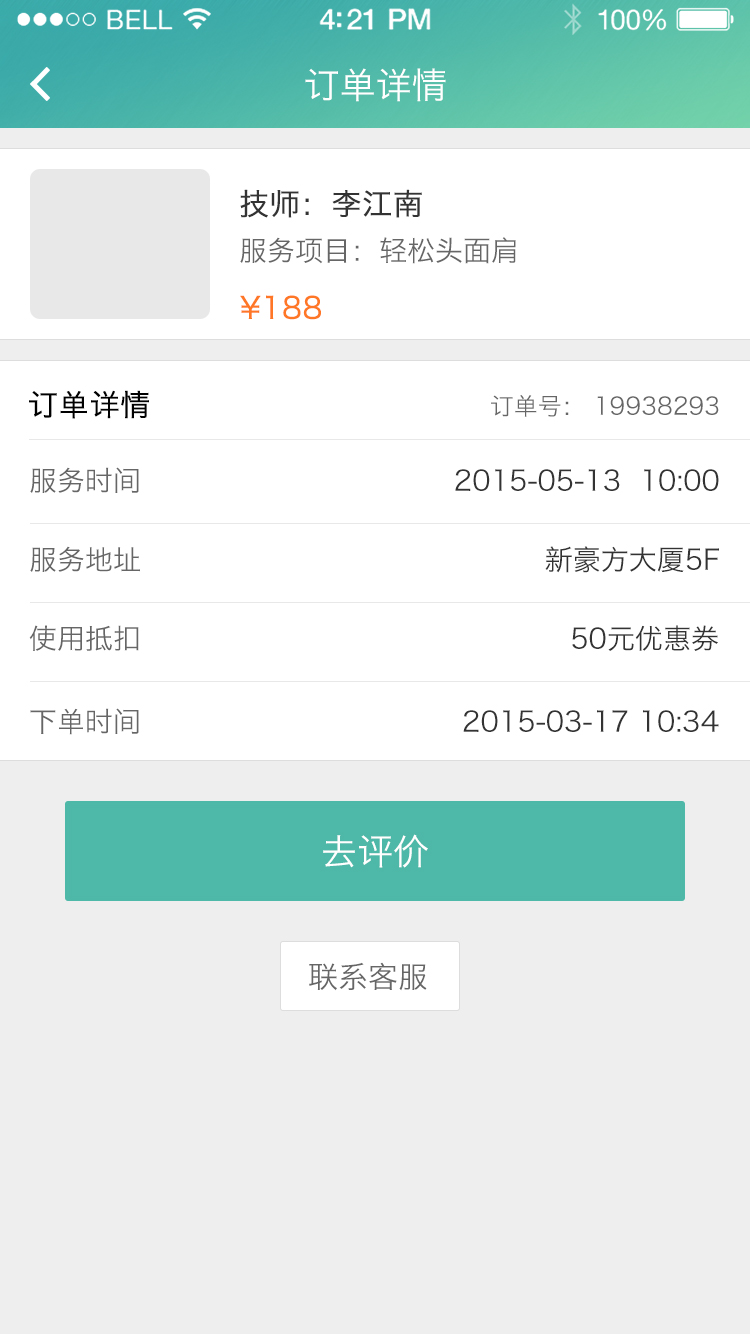 BELL 4:21 PM 100%
订单详情
技师：李江南
服务项目：轻松头面肩
¥188
订单详情 订单号： 19938293
服务时间 2015-05-13 10:00
服务地址 新豪方大厦5F
使用抵扣 50元优惠券
下单时间 2015-03-17 10:34
去评价
联系客服